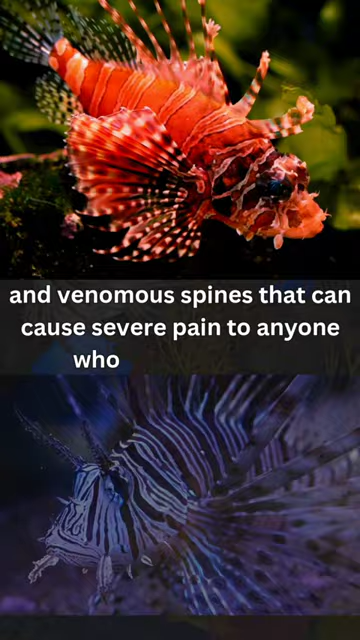 and venomous spines that can
cause severe pain to anyone
who